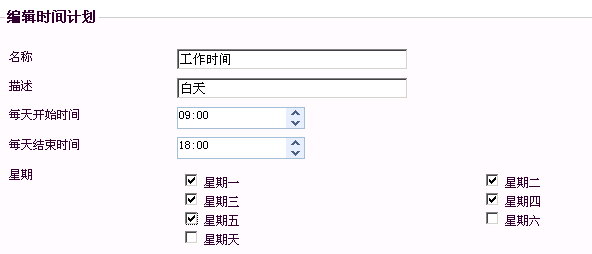 编辑时间计划
名称 工作时间
描述 白天
每天开始时间 09:00
每天结束时间 18:00
星期 星期一 星期二
星期三 星期四
星期五 星期六
星期天